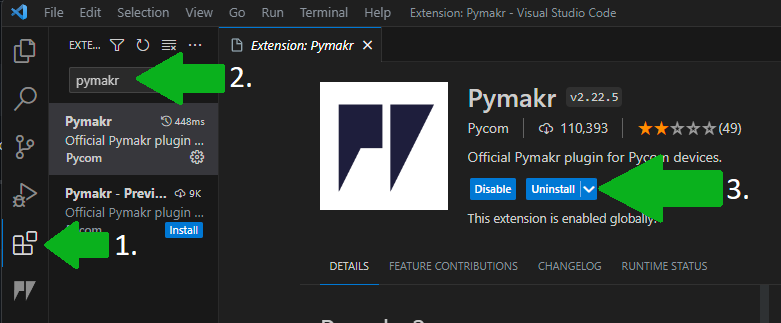 File Edit Selection View Go Run Terminal Help Extension: Pymakr - Visual Studio Code
EXTE...
Extension: Pymakr
pymakr
2.
Pymakr 448ms
Official Pymakr plugin ...
Pycom
Pymakr - Previ... 9K
Official Pymakr plugin ...
Pycom
Install
1.
Pymakr v2.22.5
Pycom 110,393 (49)
Official Pymakr plugin for Pycom devices.
Disable Uninstall
3.
This extension is enabled globally.
DETAILS FEATURE CONTRIBUTIONS CHANGELOG RUNTIME STATUS